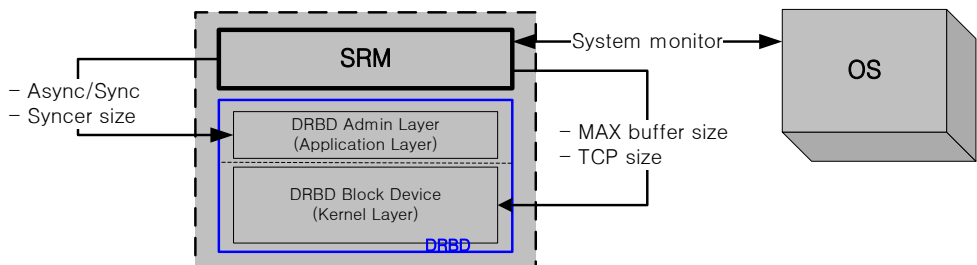 SRM
System monitor
OS
- Async/Sync
- Syncer size
DRBD Admin Layer
(Application Layer)
- MAX buffer size
- TCP size
DRBD Block Device
(Kernel Layer)
DRBD